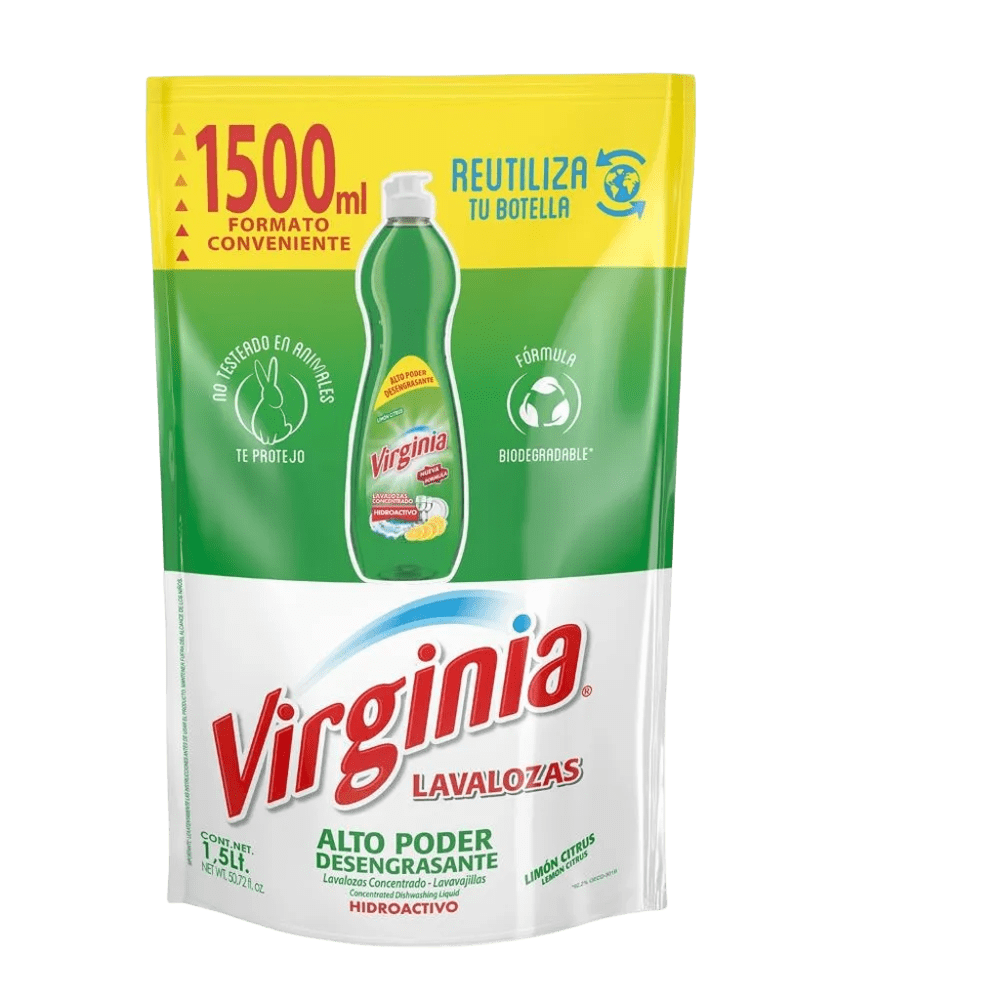 1500ml
FORMATO
CONVENIENTE
REUTILIZA
TU BOTELLA
NO TESTEADO EN ANIMALES
TE PROTEJO
FÓRMULA
BIODEGRADABLE*
ALTO PODER
DESENGRASANTE
LIMÓN CITRUS
Virginia
NUEVA
FÓRMULA
LAVALOZAS
CONCENTRADO
HIDROACTIVO
Virginia®
LAVALOZAS
CONT. NET.
1,5Lt.
NET WT. 50,72 fl. oz.
ALTO PODER
DESENGRASANTE
Lavalozas Concentrado - Lavavajillas
Concentrated Dishwashing Liquid
HIDROACTIVO
LIMÓN CITRUS
LEMON CITRUS